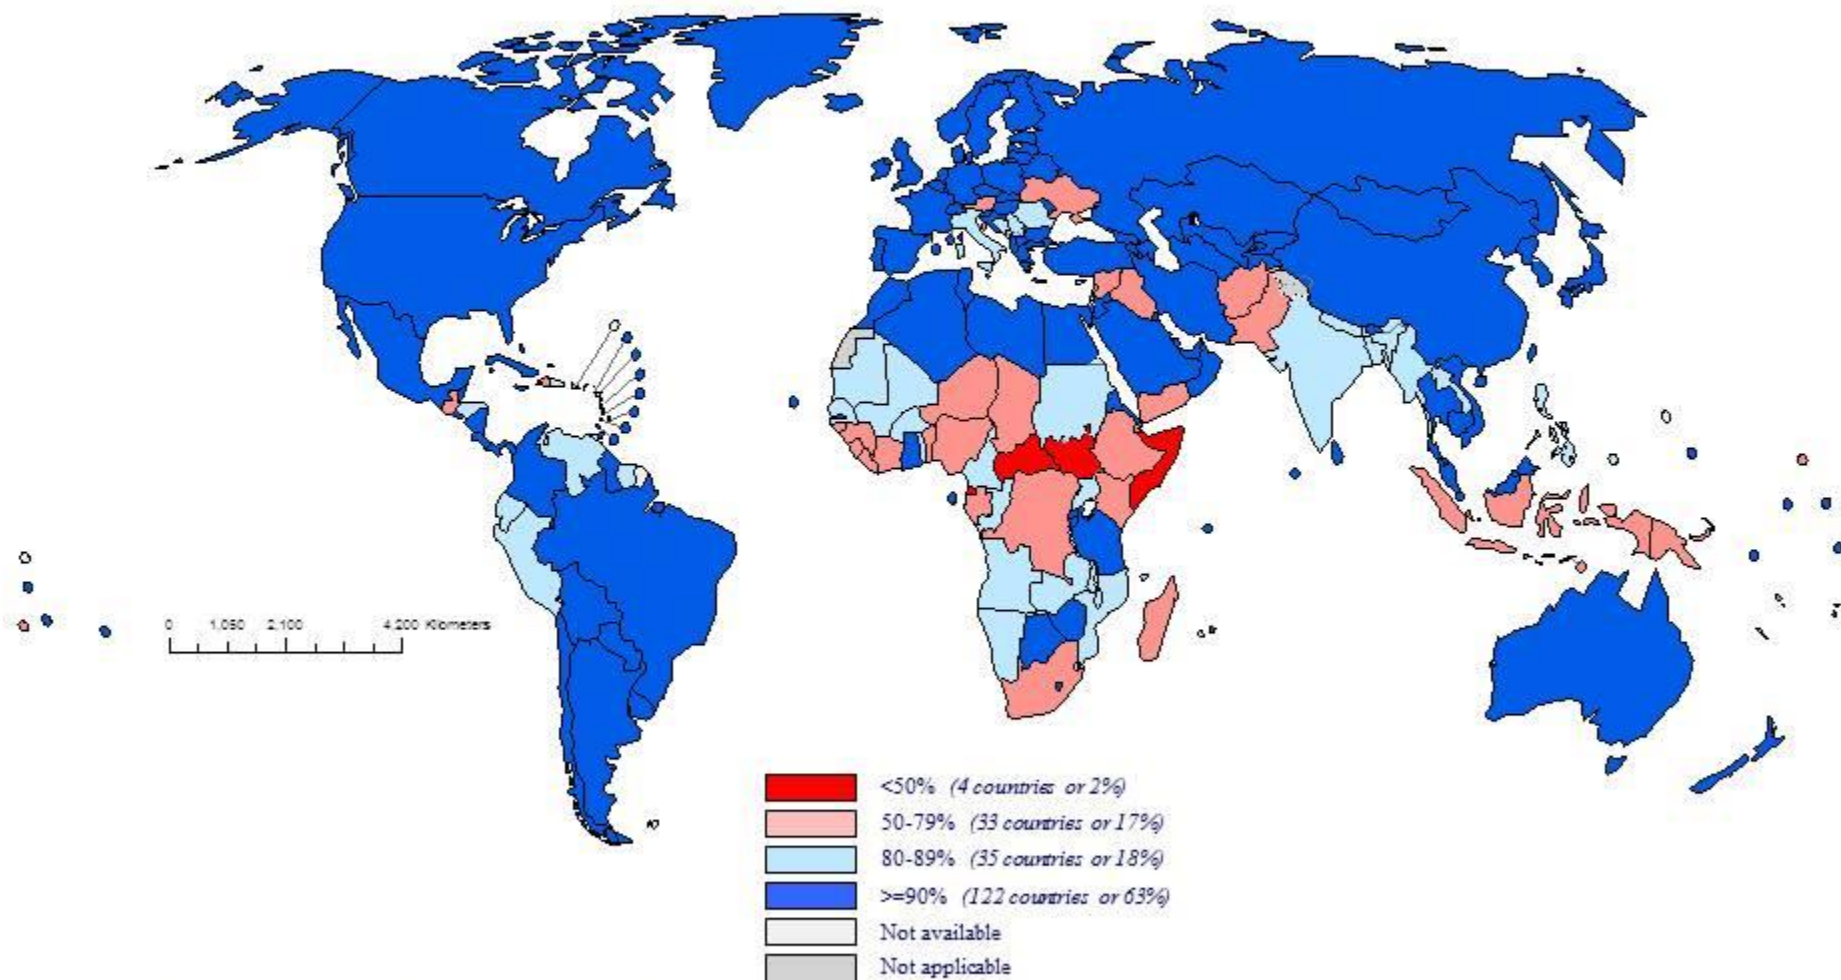 0 1,050 2,100 4,200 Kilometers
<50% (4 countries or 2%)
50-79% (33 countries or 17%)
80-89% (35 countries or 18%)
>=90% (122 countries or 63%)
Not available
Not applicable